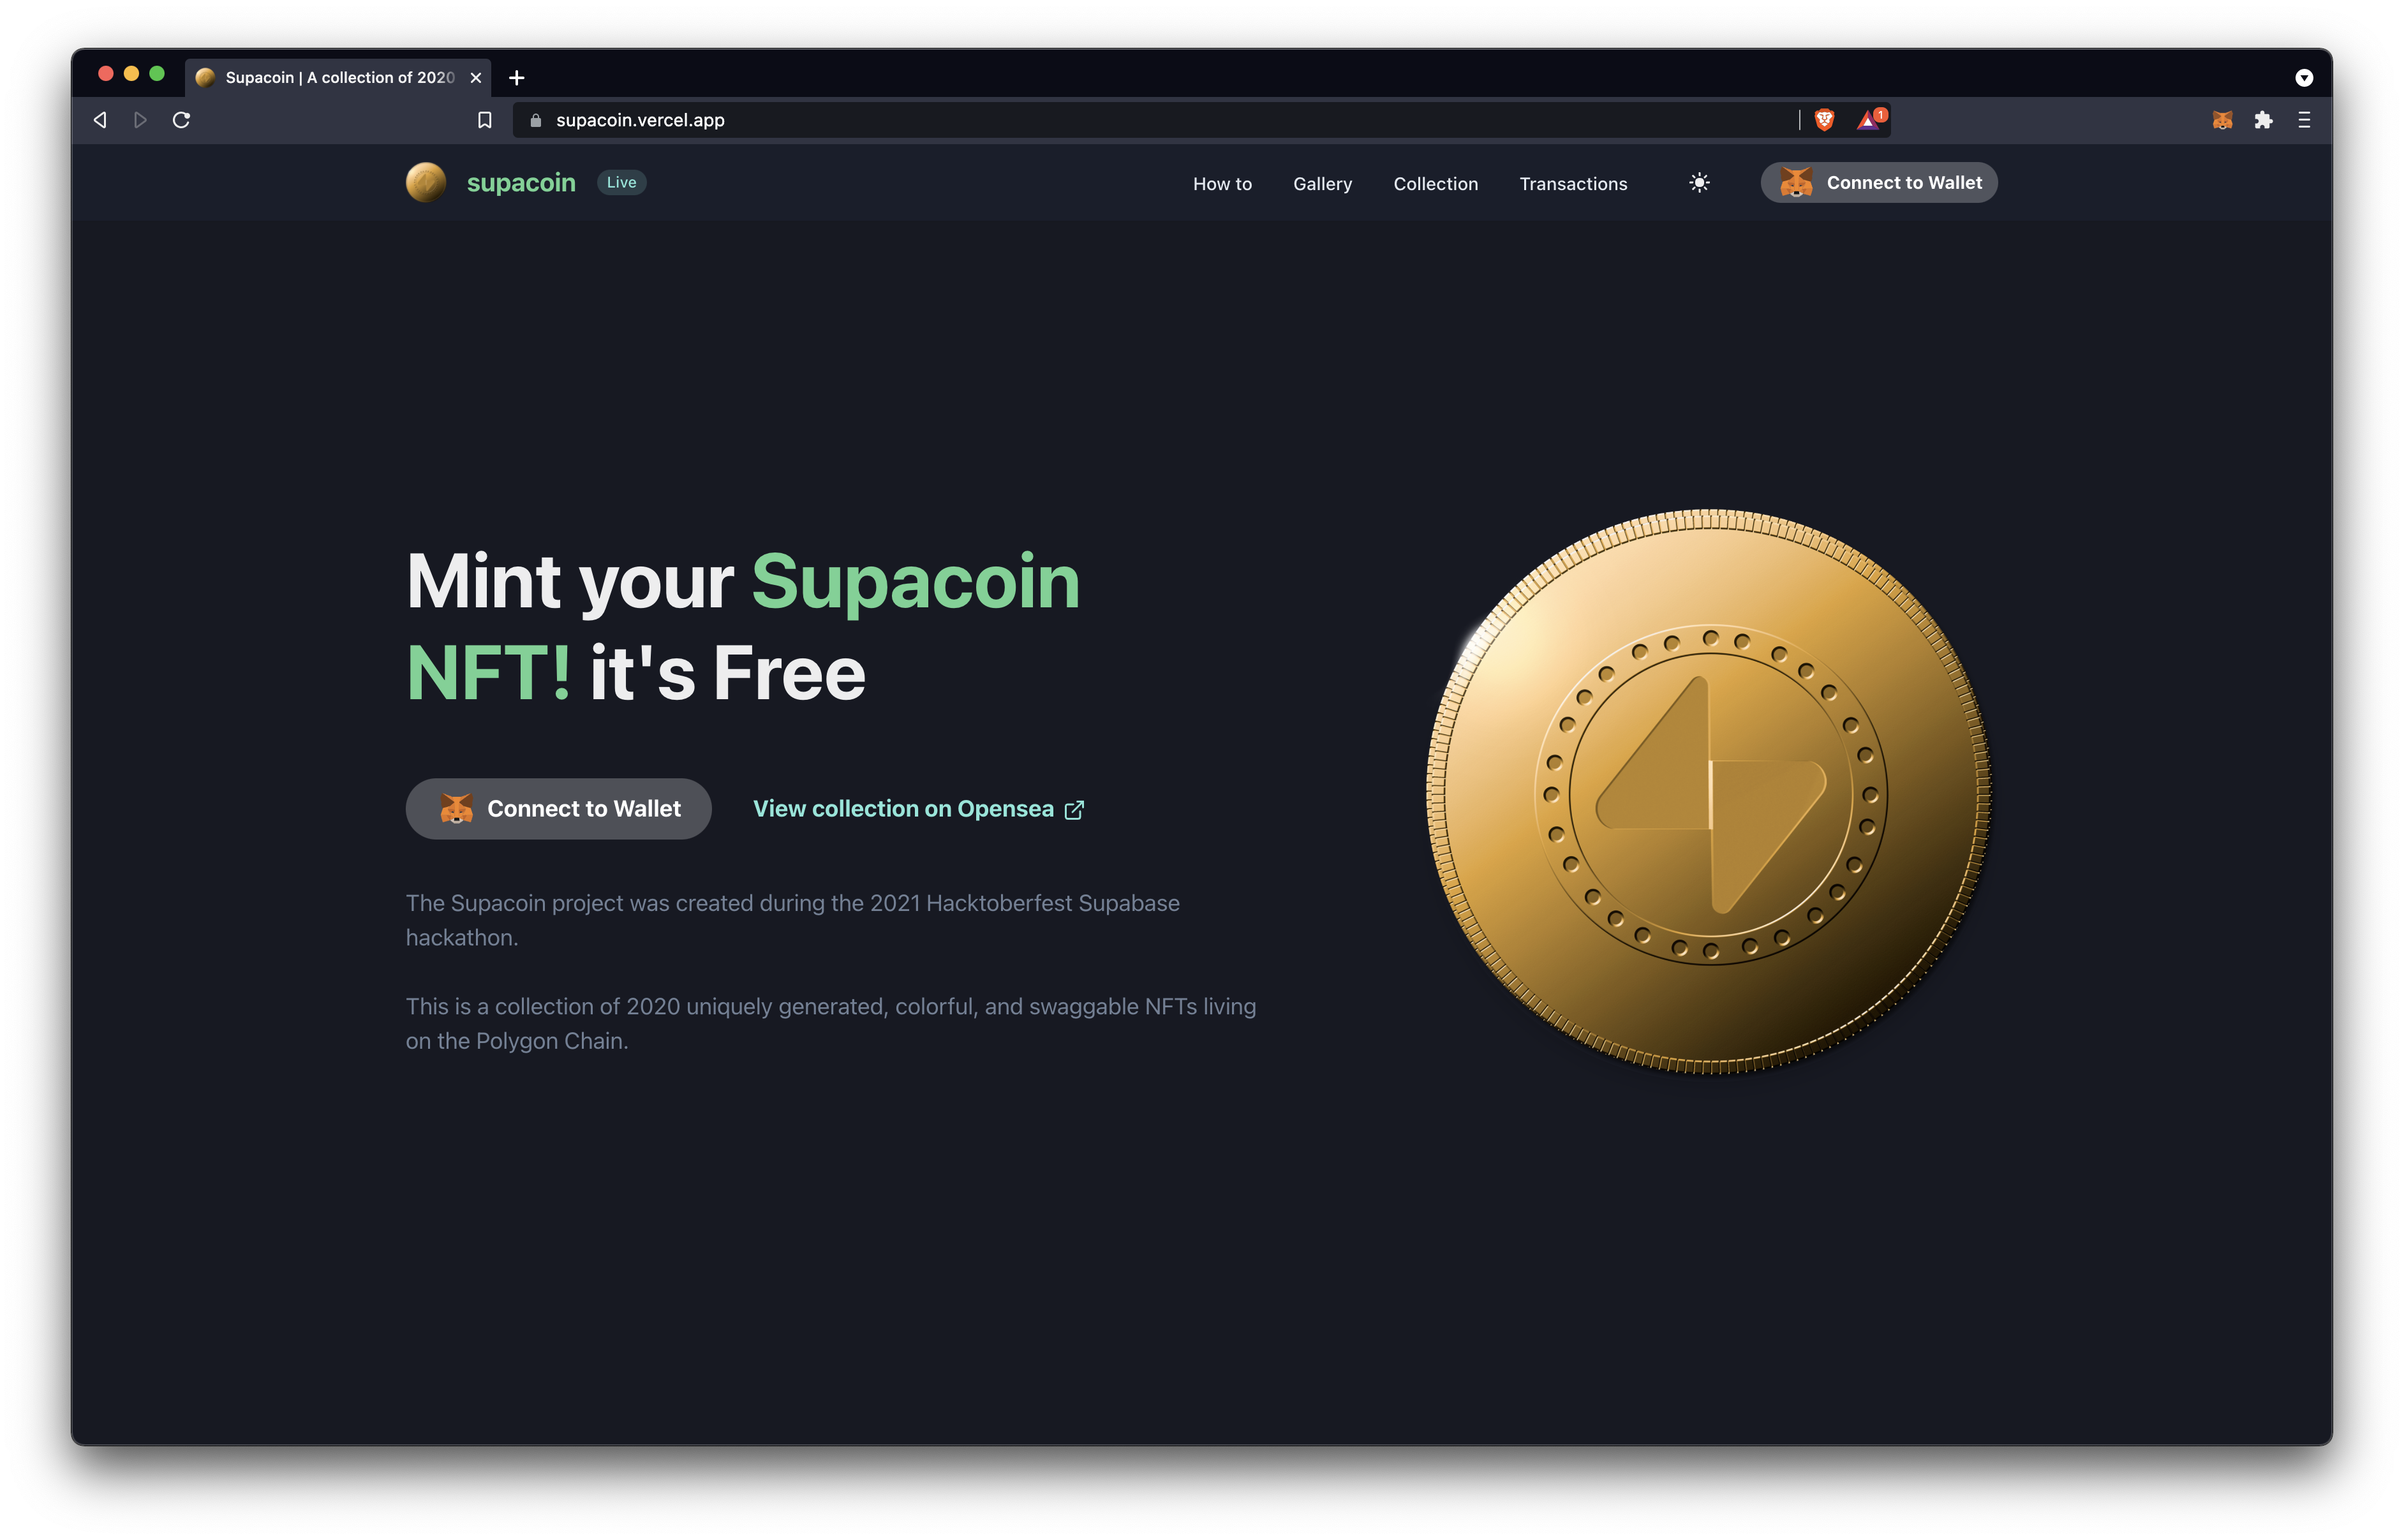 Supacoin | A collection of 2020
supacoin.vercel.app
1
supacoin
Live
How to
Gallery
Collection
Transactions
Connect to Wallet
Mint your Supacoin
NFT! it's Free
Connect to Wallet
View collection on Opensea
The Supacoin project was created during the 2021 Hacktoberfest Supabase
hackathon.
This is a collection of 2020 uniquely generated, colorful, and swaggable NFTs living
on the Polygon Chain.